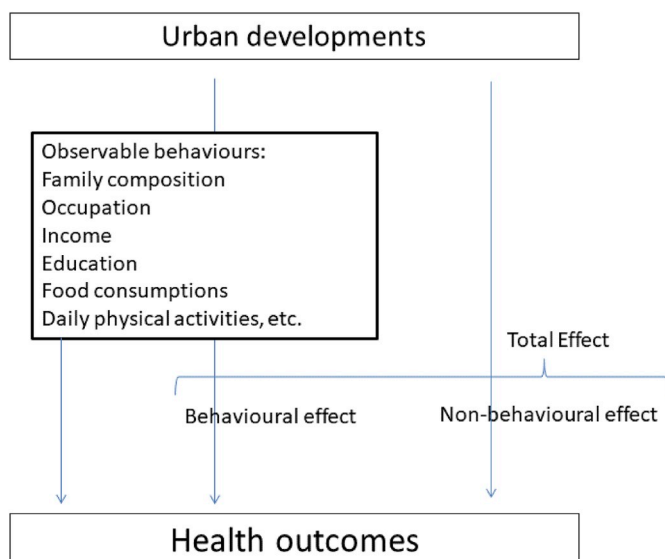 Urban developments
Observable behaviours:
Family composition
Occupation
Income
Education
Food consumptions
Daily physical activities, etc.
Total Effect
Behavioural effect
Non-behavioural effect
Health outcomes